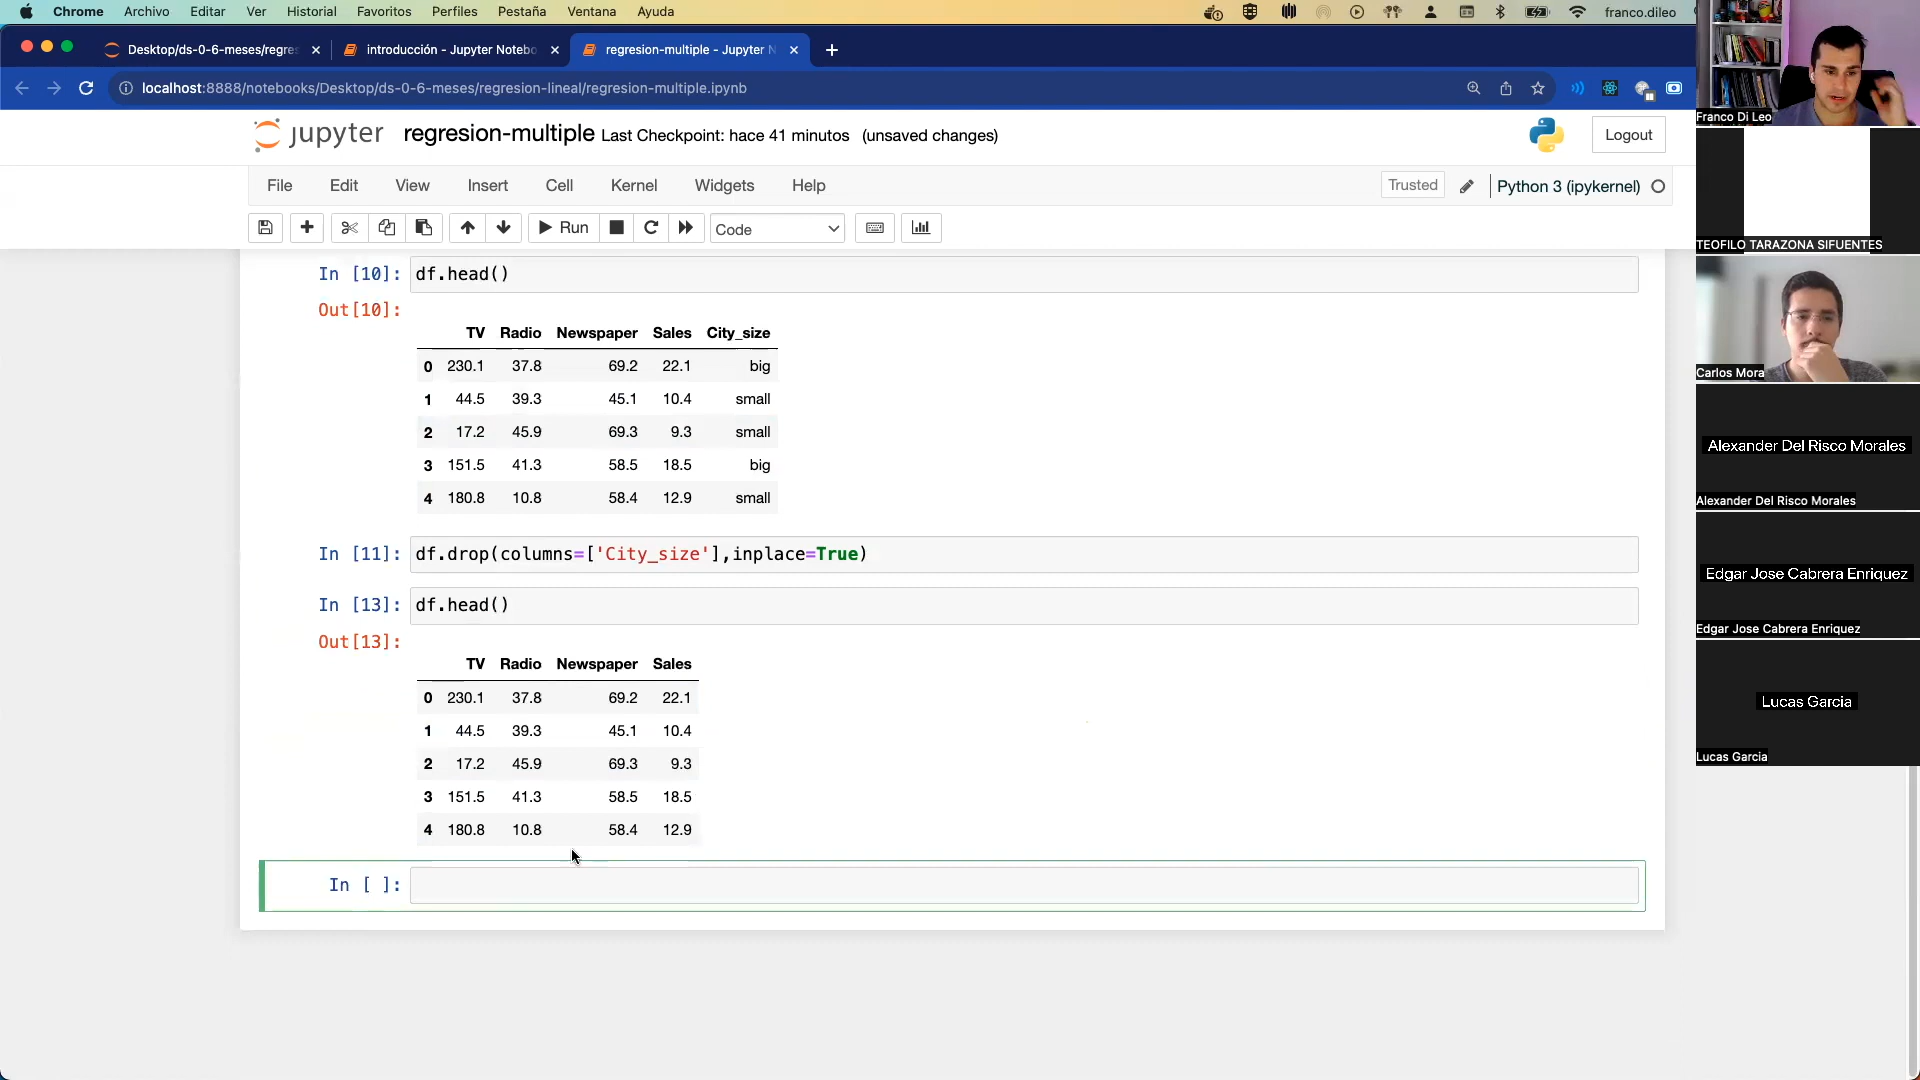 Chrome Archivo Editar Ver Historial Favoritos Perfiles Pestaña Ventana Ayuda franco.dileo
Desktop/ds-0-6-meses/regres introducción - Jupyter Notebo regresion-multiple - Jupyter N
localhost:8888/notebooks/Desktop/ds-0-6-meses/regresion-lineal/regresion-multiple.ipynb
jupyter regresion-multiple Last Checkpoint: hace 41 minutos (unsaved changes) Logout
File Edit View Insert Cell Kernel Widgets Help Trusted Python 3 (ipykernel)
Run Code
In [10]: df.head()
Out[10]:
TV Radio Newspaper Sales City_size
0 230.1 37.8 69.2 22.1 big
1 44.5 39.3 45.1 10.4 small
2 17.2 45.9 69.3 9.3 small
3 151.5 41.3 58.5 18.5 big
4 180.8 10.8 58.4 12.9 small
In [11]: df.drop(columns=['City_size'],inplace=True)
In [13]: df.head()
Out[13]:
TV Radio Newspaper Sales
0 230.1 37.8 69.2 22.1
1 44.5 39.3 45.1 10.4
2 17.2 45.9 69.3 9.3
3 151.5 41.3 58.5 18.5
4 180.8 10.8 58.4 12.9
In [ ]:
Franco Di Leo
TEOFILO TARAZONA SIFUENTES
Carlos Mora
Alexander Del Risco Morales
Alexander Del Risco Morales
Edgar Jose Cabrera Enriquez
Edgar Jose Cabrera Enriquez
Lucas Garcia
Lucas Garcia